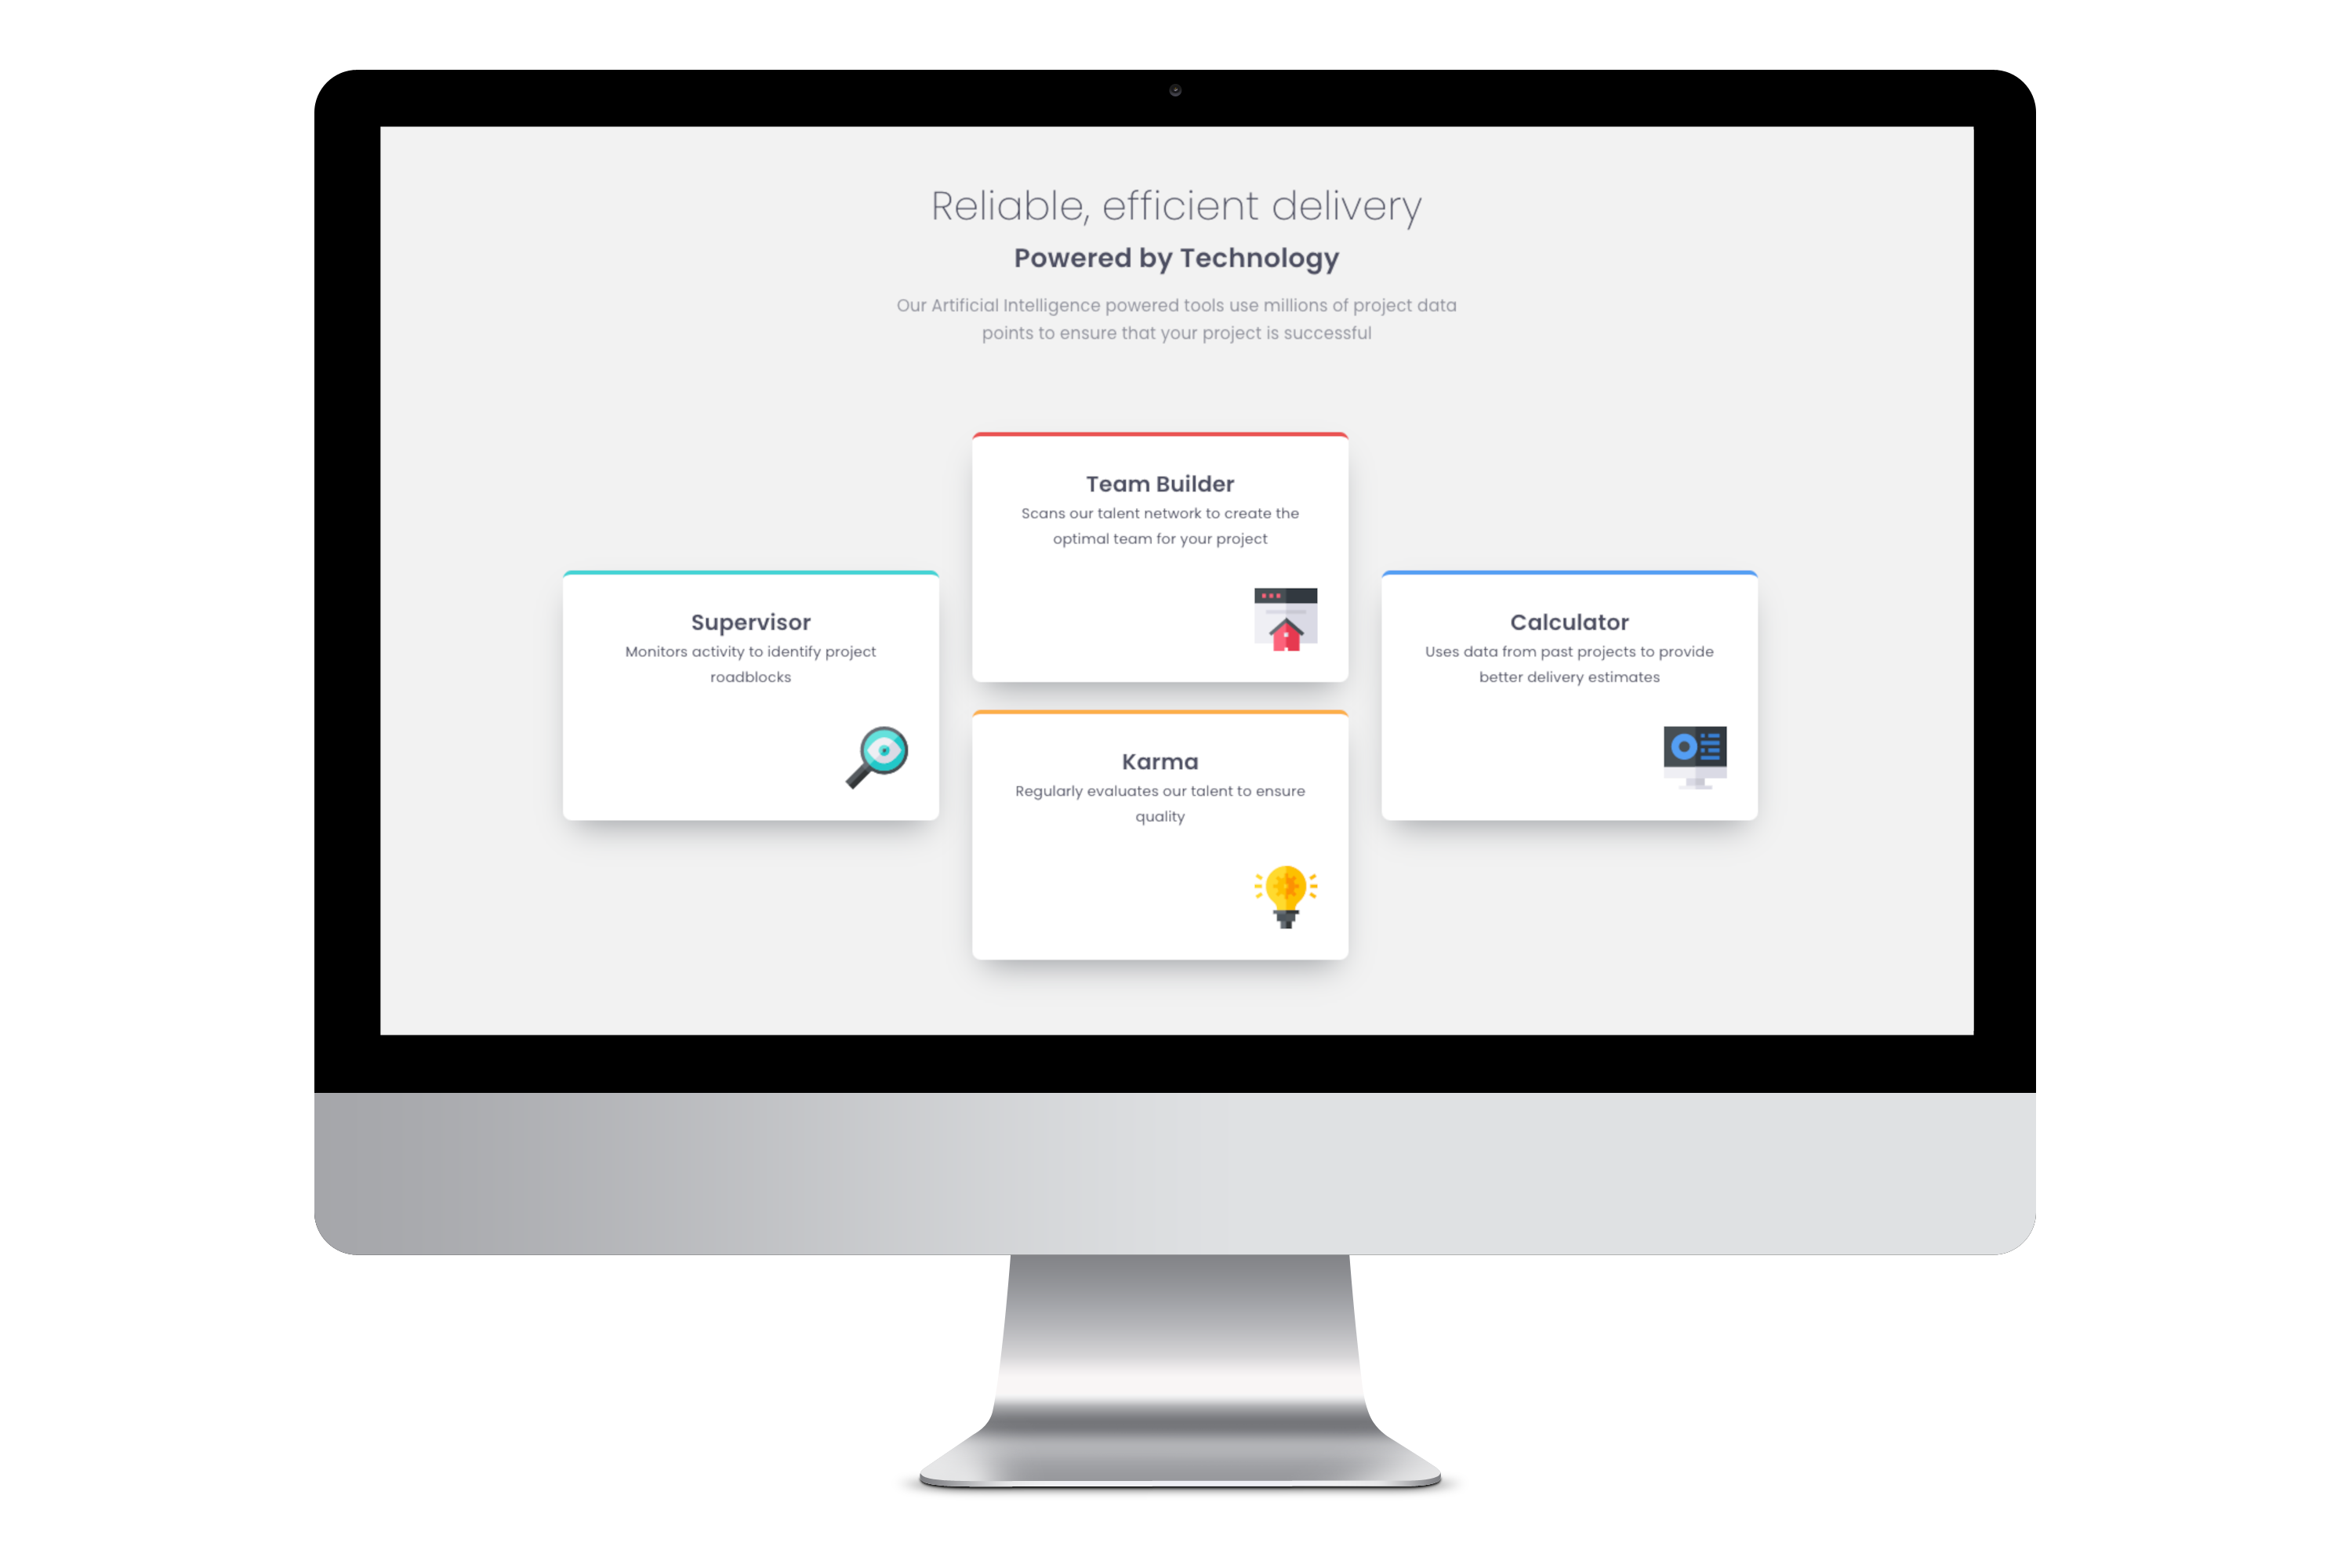 Reliable, efficient delivery
Powered by Technology
Our Artificial Intelligence powered tools use millions of project data
points to ensure that your project is successful
Team Builder
Scans our talent network to create the
optimal team for your project
Supervisor
Monitors activity to identify project
roadblocks
Calculator
Uses data from past projects to provide
better delivery estimates
Karma
Regularly evaluates our talent to ensure
quality